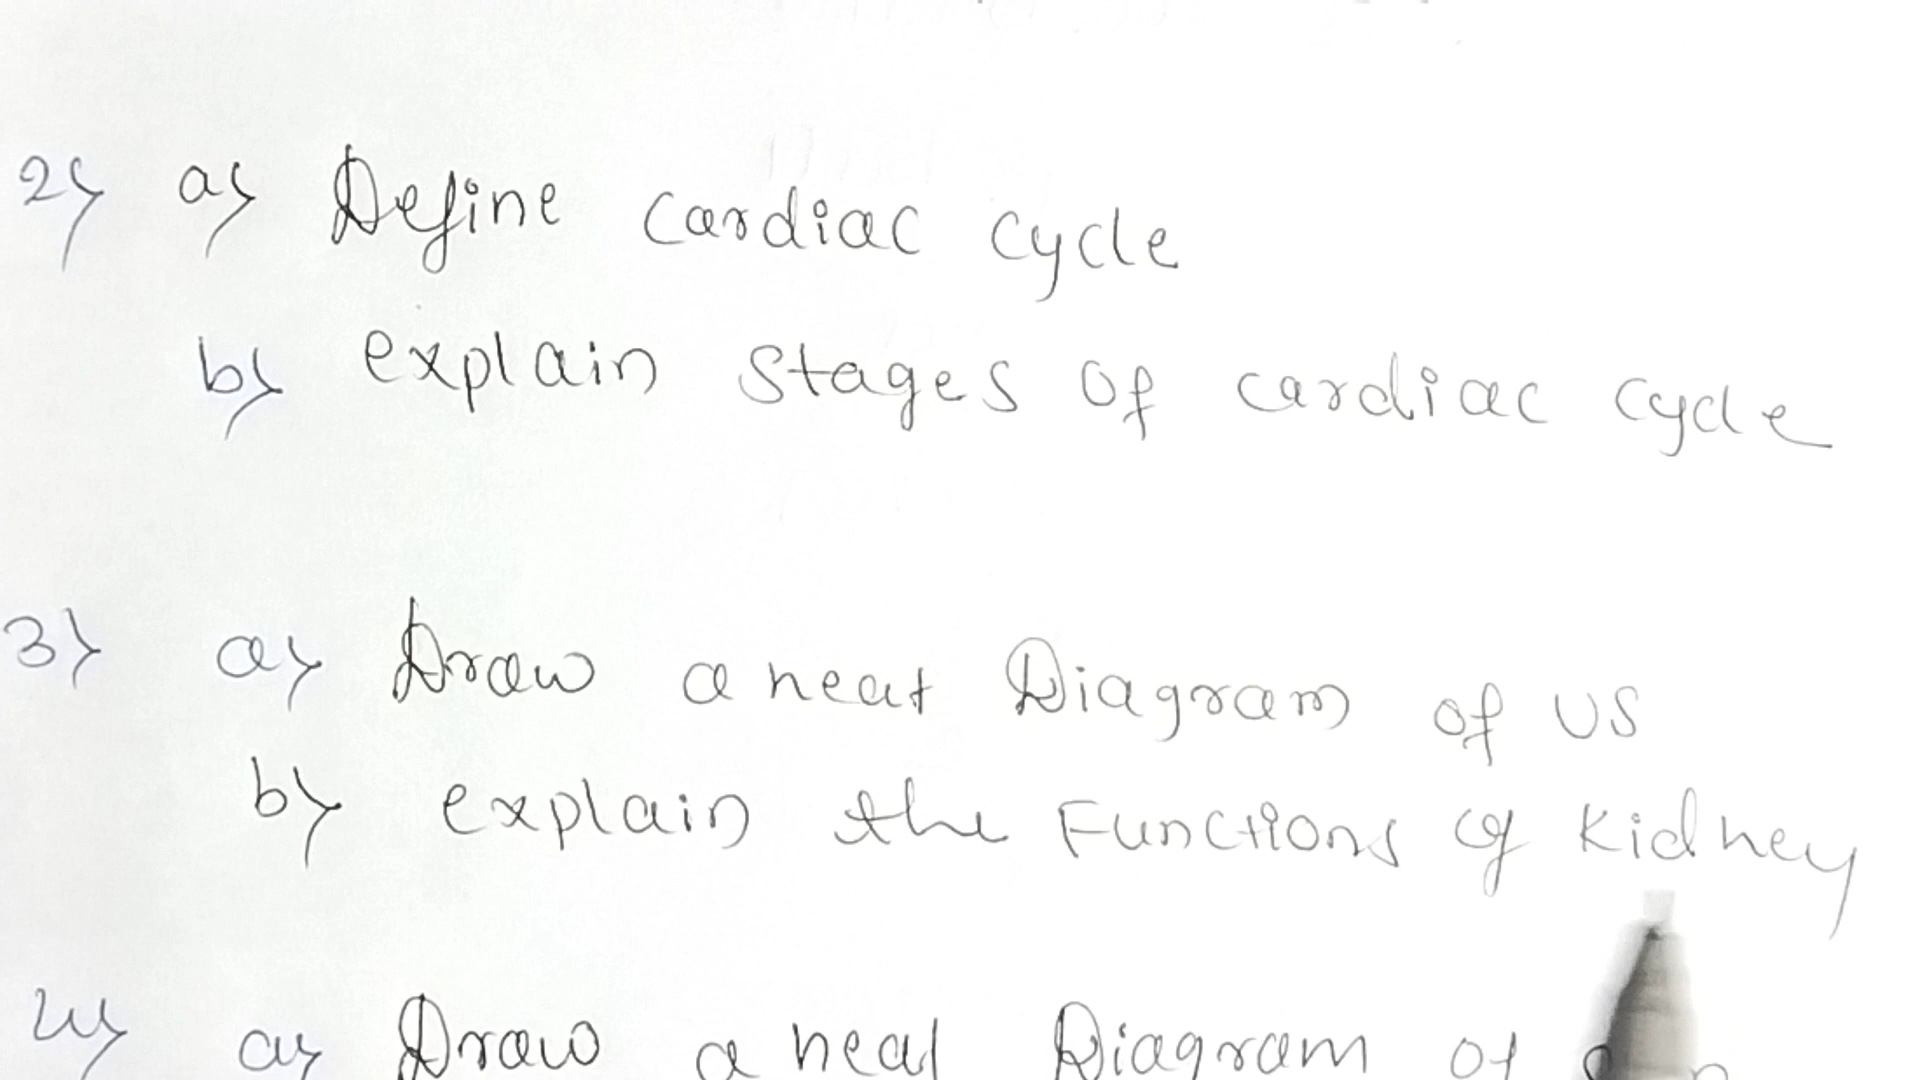 2) a) Define cardiac cycle
b) explain stages of cardiac cycle
3) a) Draw a neat Diagram of US
b) explain the Functions of Kidney
4) a) Draw a neat Diagram of